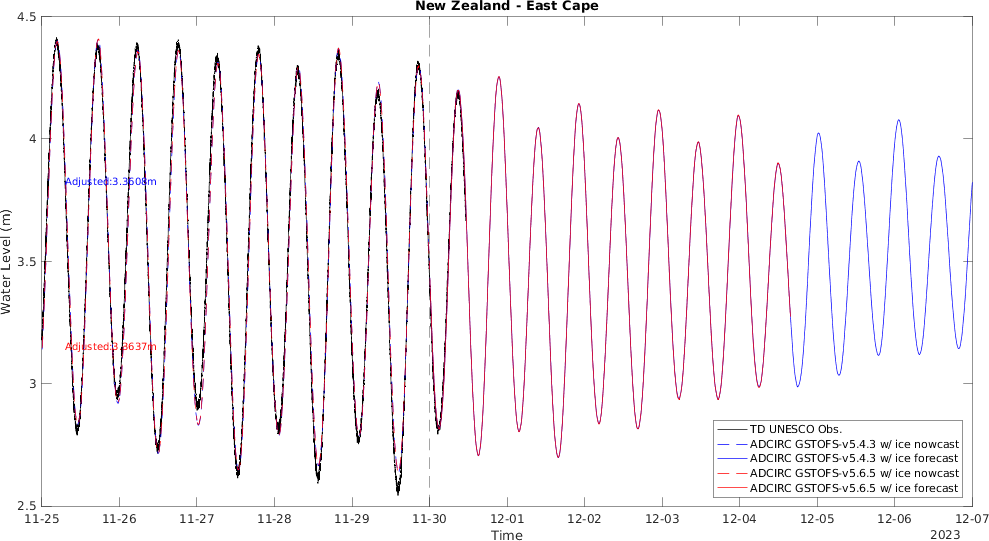 New Zealand - East Cape
4.5
4
3.5
3
2.5
Water Level (m)
Adjusted:3.3608m
Adjusted:3.3637m
TD UNESCO Obs.
ADCIRC GSTOFS-v5.4.3 w/ ice nowcast
ADCIRC GSTOFS-v5.4.3 w/ ice forecast
ADCIRC GSTOFS-v5.6.5 w/ ice nowcast
ADCIRC GSTOFS-v5.6.5 w/ ice forecast
11-25 11-26 11-27 11-28 11-29 11-30 12-01 12-02 12-03 12-04 12-05 12-06 12-07
Time
2023